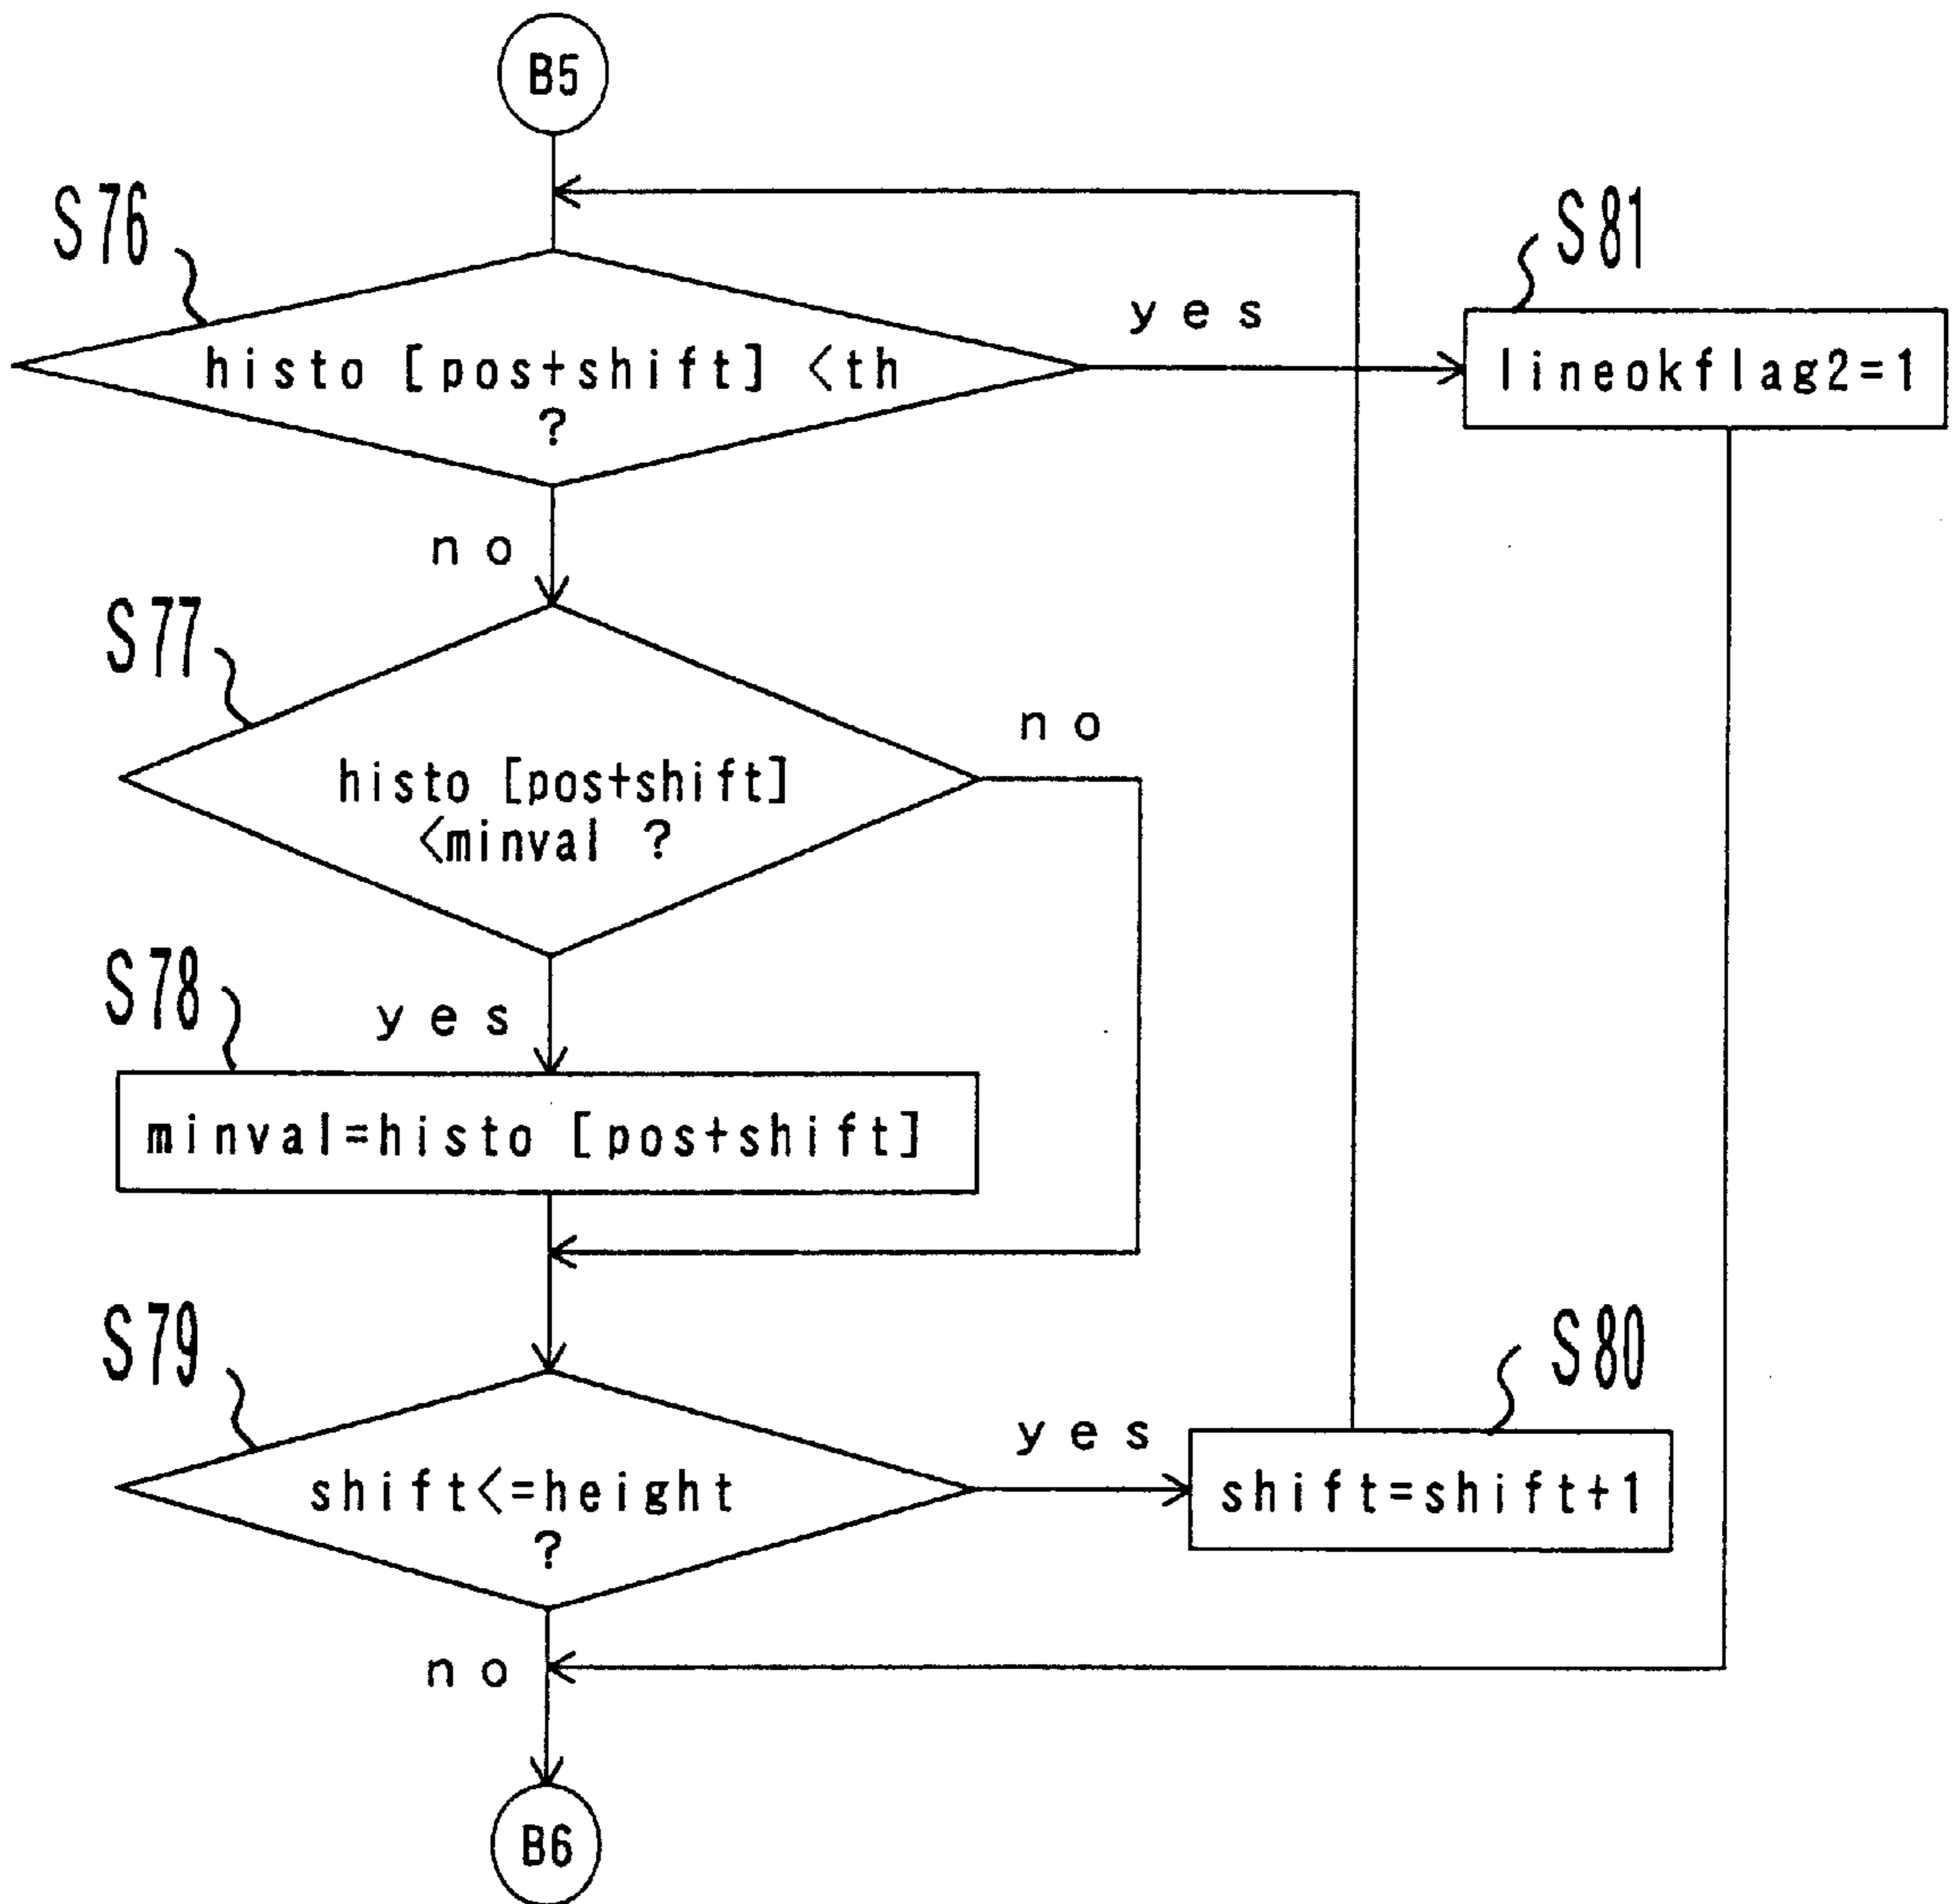 B5
S76
S81
yes
histo [pos+shift] <th
?
lineokflag2=1
no
S77
no
histo [pos+shift]
<minval ?
S78
yes
minval=histo [pos+shift]
S79
S80
yes
shift<=height
?
shift=shift+1
no
B6